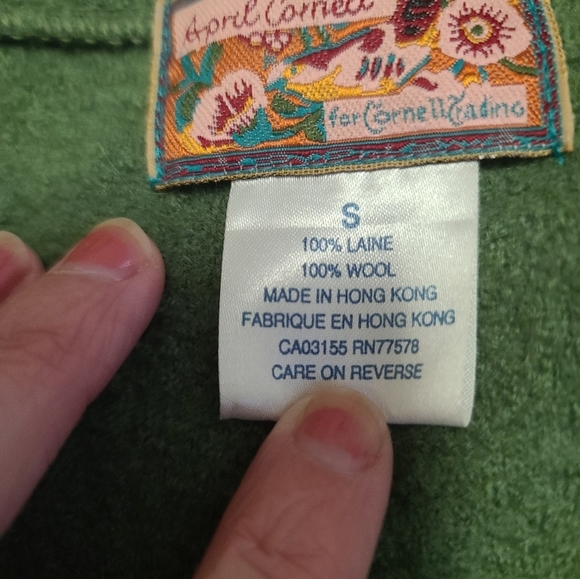 April Cornell
for Cornell Trading
S
100% LAINE
100% WOOL
MADE IN HONG KONG
FABRIQUE EN HONG KONG
CA03155 RN77578
CARE ON REVERSE